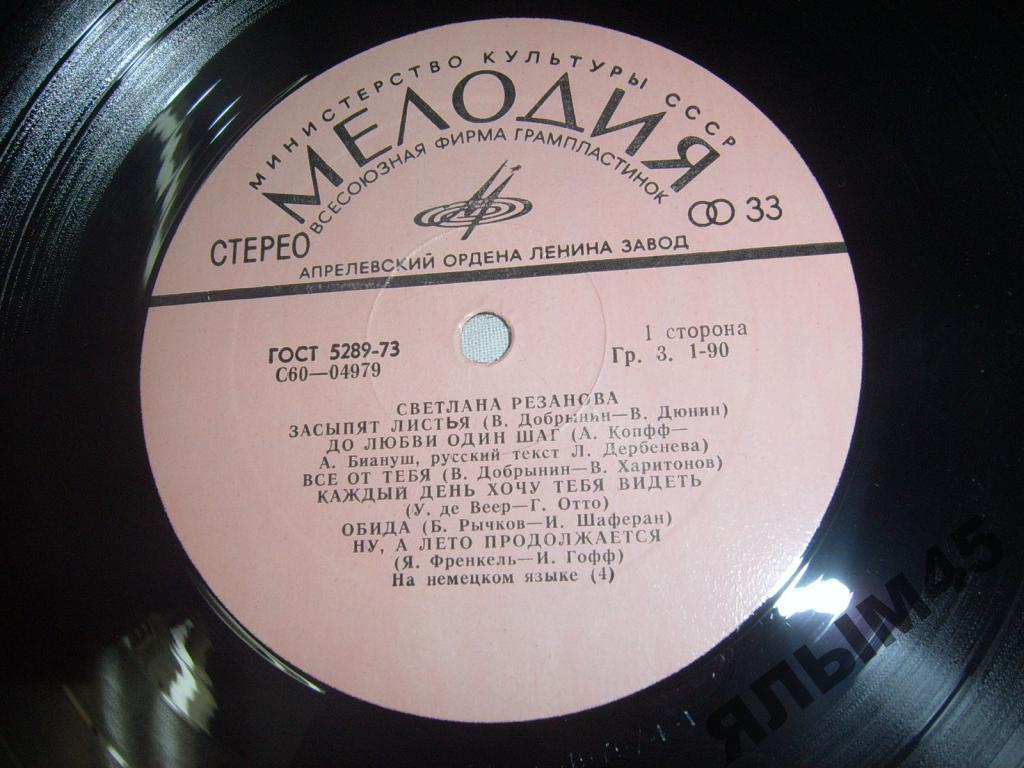 МИНИСТЕРСТВО КУЛЬТУРЫ СССР
МЕЛОДИЯ
ВСЕСОЮЗНАЯ ФИРМА ГРАМПЛАСТИНОК
СТЕРЕО
33
АПРЕЛЕВСКИЙ ОРДЕНА ЛЕНИНА ЗАВОД
ГОСТ 5289-73
С60—04979
1 сторона
Гр. 3. 1-90
СВЕТЛАНА РЕЗАНОВА
ЗАСЫПЯТ ЛИСТЬЯ (В. Добрынин—В. Дюнин)
ДО ЛЮБВИ ОДИН ШАГ (А. Копфф—
А. Биануш, русский текст Л. Дербенева)
ВСЕ ОТ ТЕБЯ (В. Добрынин—В. Харитонов)
КАЖДЫЙ ДЕНЬ ХОЧУ ТЕБЯ ВИДЕТЬ
(У. де Веер—Г. Отто)
ОБИДА (Б. Рычков—И. Шаферан)
НУ, А ЛЕТО ПРОДОЛЖАЕТСЯ
(Я. Френкель—И. Гофф)
На немецком языке (4)
ЯЛЫМ45